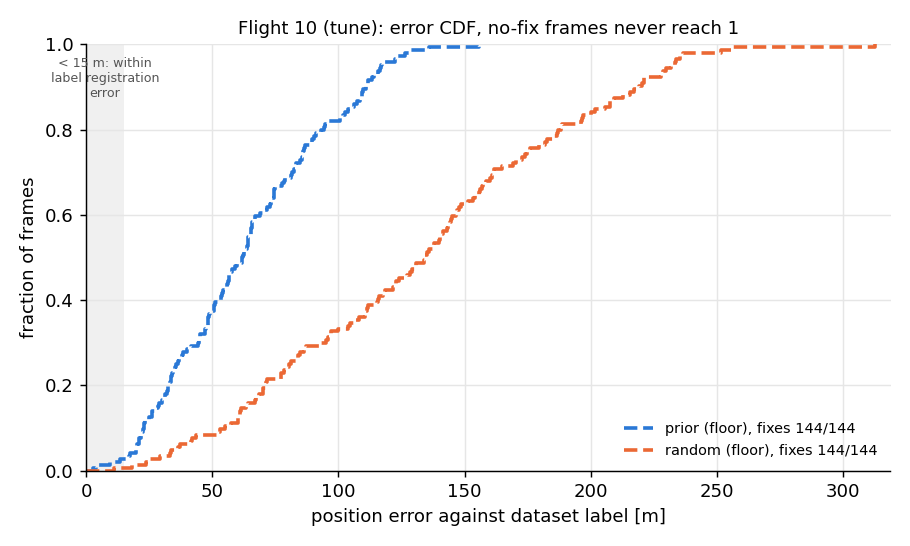 Flight 10 (tune): error CDF, no-fix frames never reach 1
1.0
0.8
0.6
0.4
0.2
0.0
fraction of frames
< 15 m: within
label registration
error
prior (floor), fixes 144/144
random (floor), fixes 144/144
0 50 100 150 200 250 300
position error against dataset label [m]